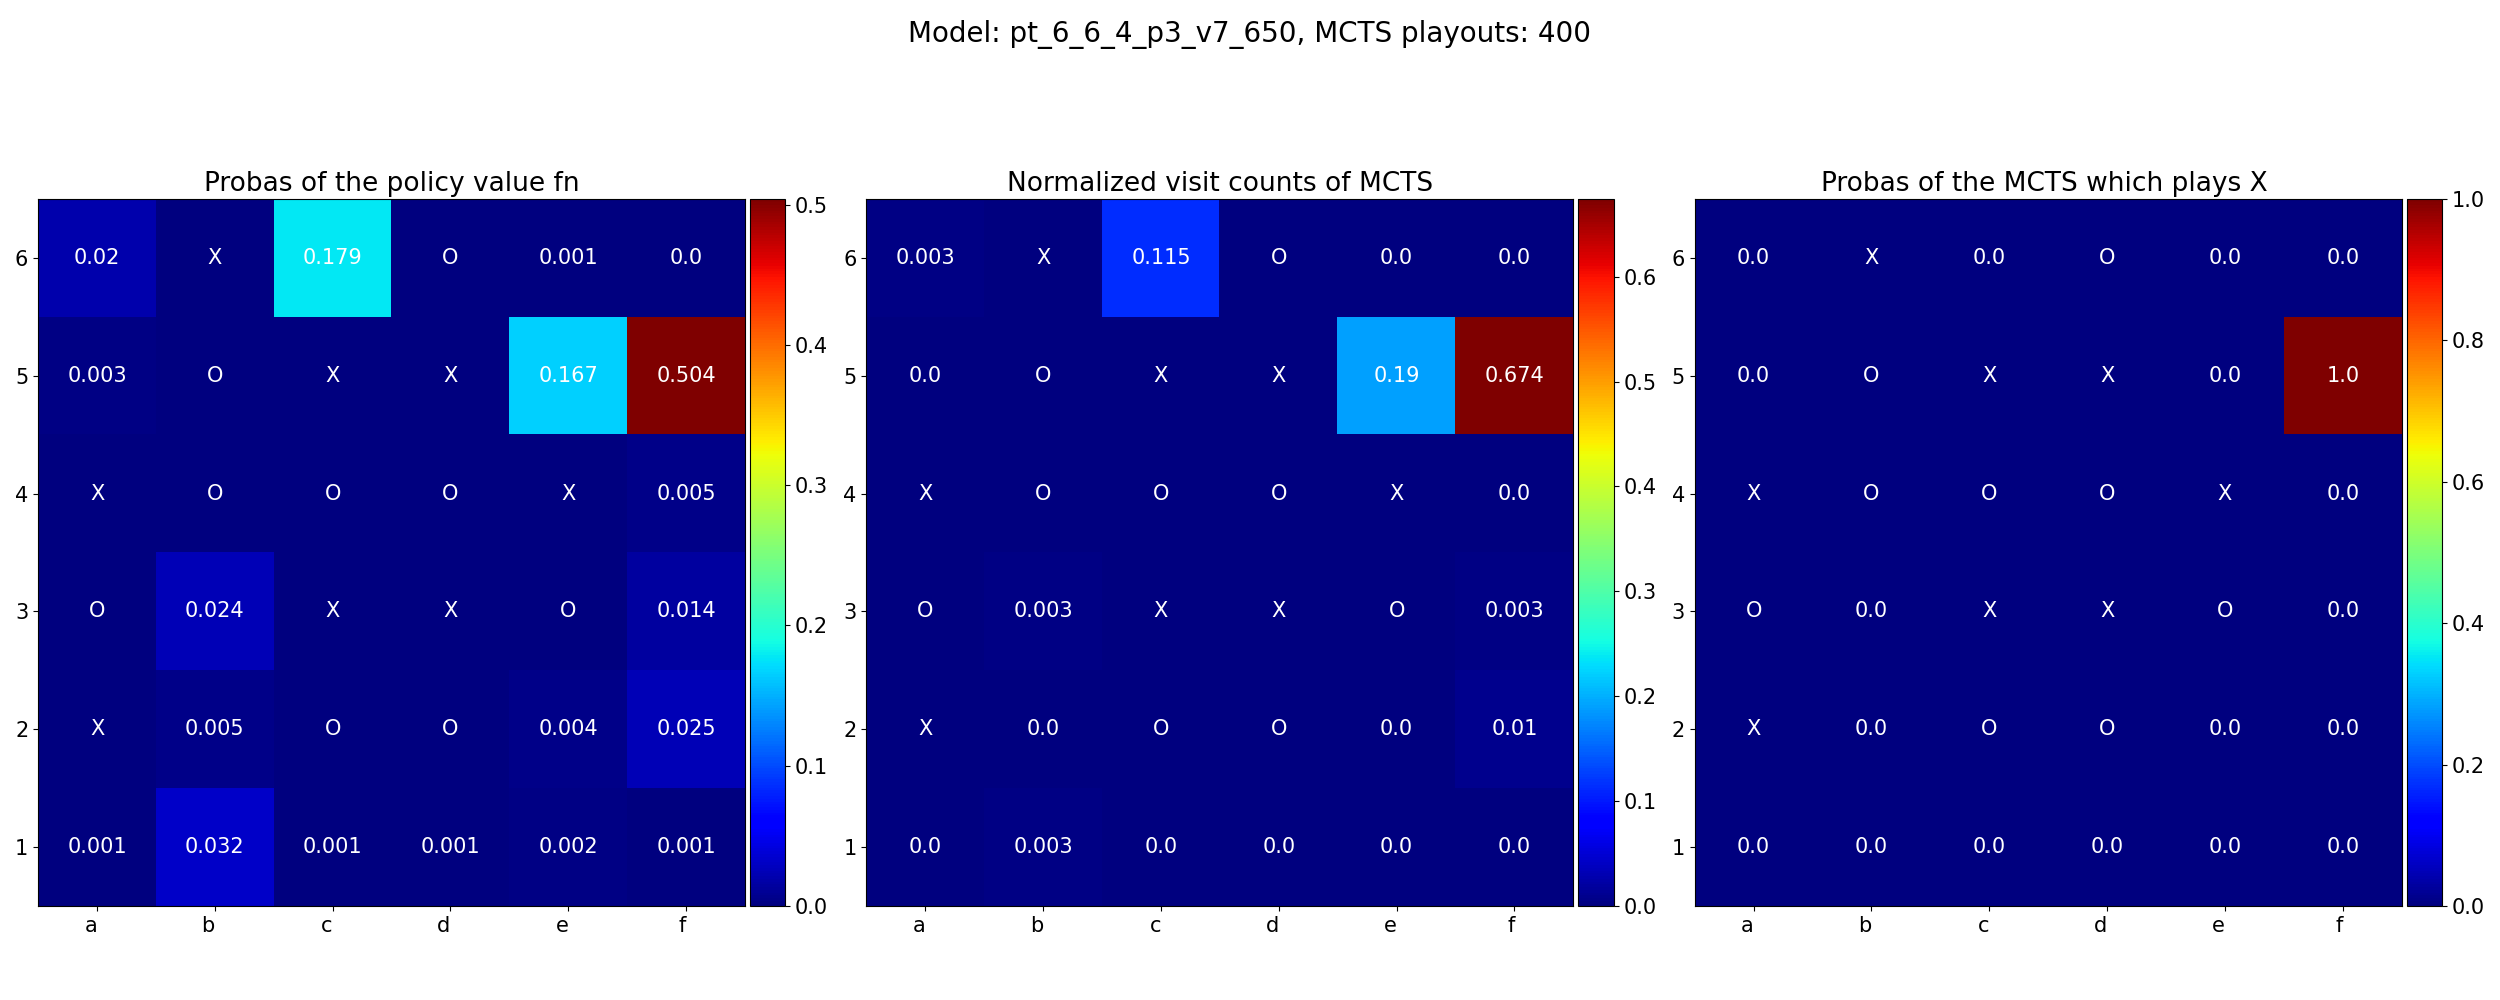 Model: pt_6_6_4_p3_v7_650, MCTS playouts: 400
Probas of the policy value fn
6 0.02 X 0.179 O 0.001 0.0
5 0.003 O X X 0.167 0.504
4 X O O O X 0.005
3 O 0.024 X X O 0.014
2 X 0.005 O O 0.004 0.025
1 0.001 0.032 0.001 0.001 0.002 0.001
a b c d e f
0.5
0.4
0.3
0.2
0.1
0.0
Normalized visit counts of MCTS
6 0.003 X 0.115 O 0.0 0.0
5 0.0 O X X 0.19 0.674
4 X O O O X 0.0
3 O 0.003 X X O 0.003
2 X 0.0 O O 0.0 0.01
1 0.0 0.003 0.0 0.0 0.0 0.0
a b c d e f
0.6
0.5
0.4
0.3
0.2
0.1
0.0
Probas of the MCTS which plays X
6 0.0 X 0.0 O 0.0 0.0
5 0.0 O X X 0.0 1.0
4 X O O O X 0.0
3 O 0.0 X X O 0.0
2 X 0.0 O O 0.0 0.0
1 0.0 0.0 0.0 0.0 0.0 0.0
a b c d e f
1.0
0.8
0.6
0.4
0.2
0.0